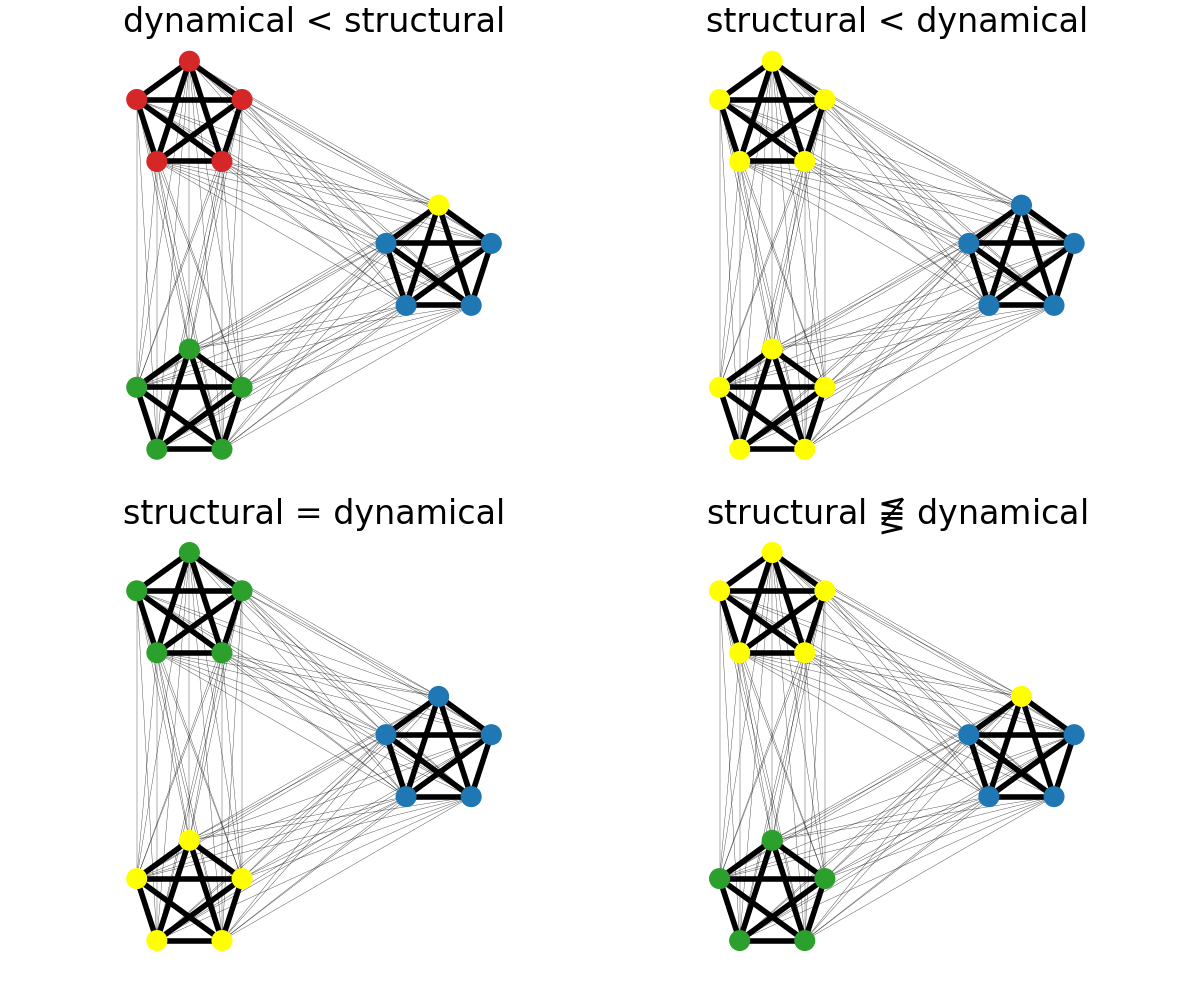 dynamical < structural
structural < dynamical
structural = dynamical
structural ⪋̸ dynamical